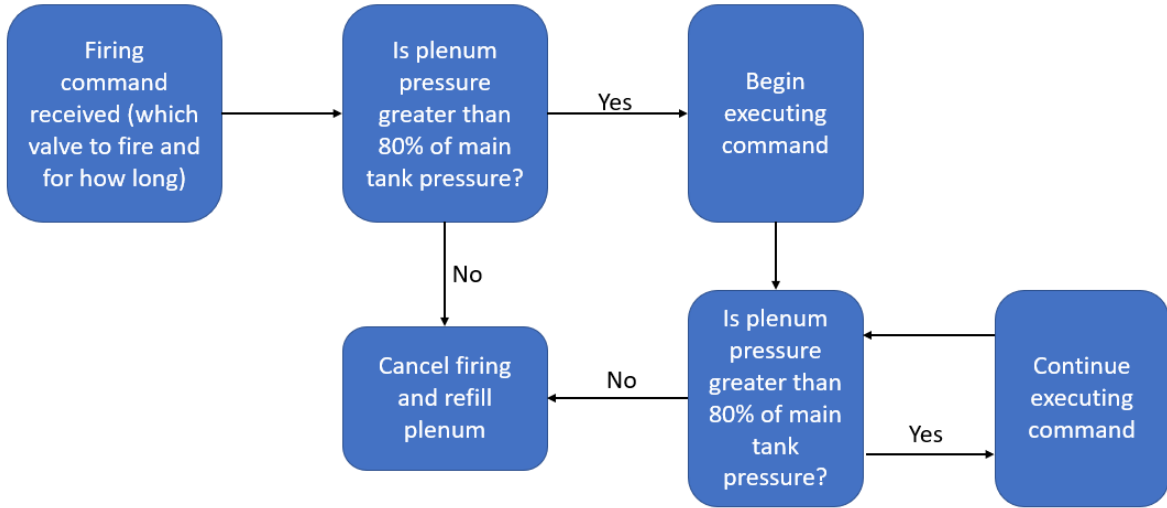 Firing
command
received (which
valve to fire and
for how long)
Is plenum
pressure
greater than
80% of main
tank pressure?
Yes
Begin
executing
command
No
Cancel firing
and refill
plenum
No
Is plenum
pressure
greater than
80% of main
tank
pressure?
Yes
Continue
executing
command